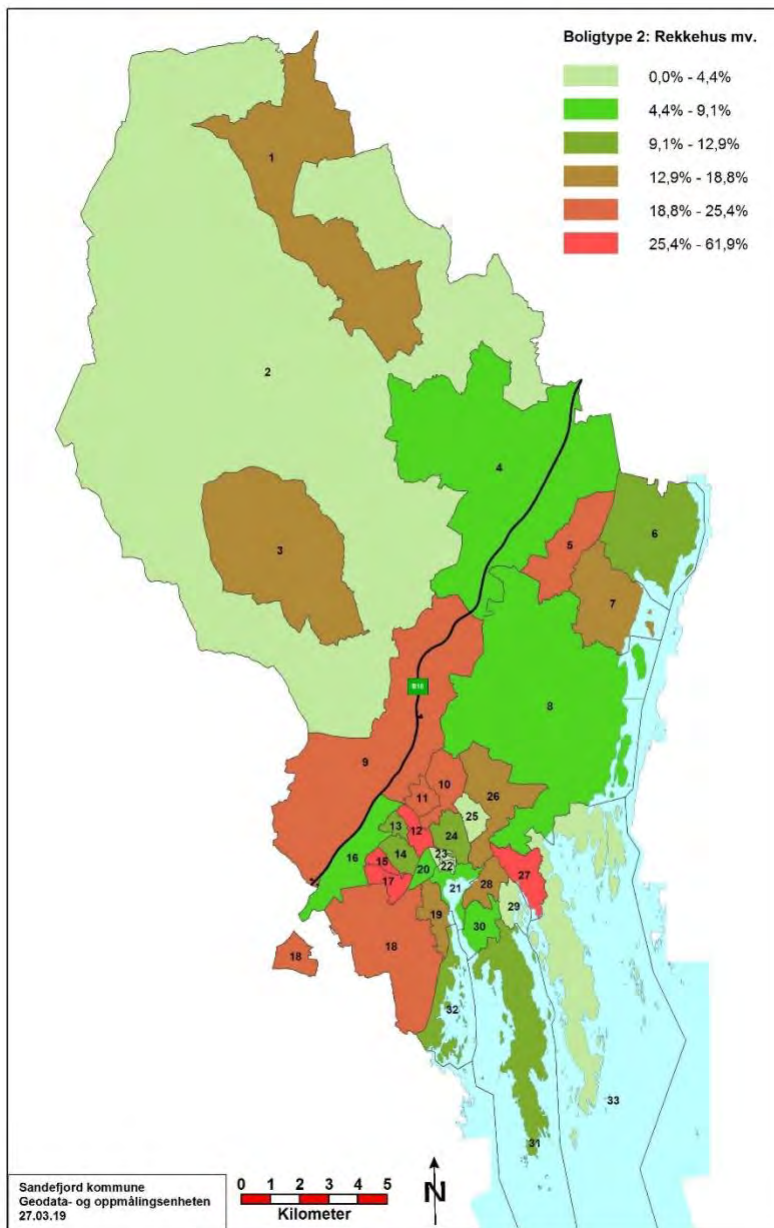 Boligtype 2: Rekkehus mv.
0,0% - 4,4%
4,4% - 9,1%
9,1% - 12,9%
12,9% - 18,8%
18,8% - 25,4%
25,4% - 61,9%
1
2
3
4
5
6
7
8
9
10
11
12
13
14
15
16
17
18
18
19
20
21
22
23
24
25
26
27
28
29
30
31
32
33
Sandefjord kommune
Geodata- og oppmålingsenheten
27.03.19
0 1 2 3 4 5
Kilometer
N